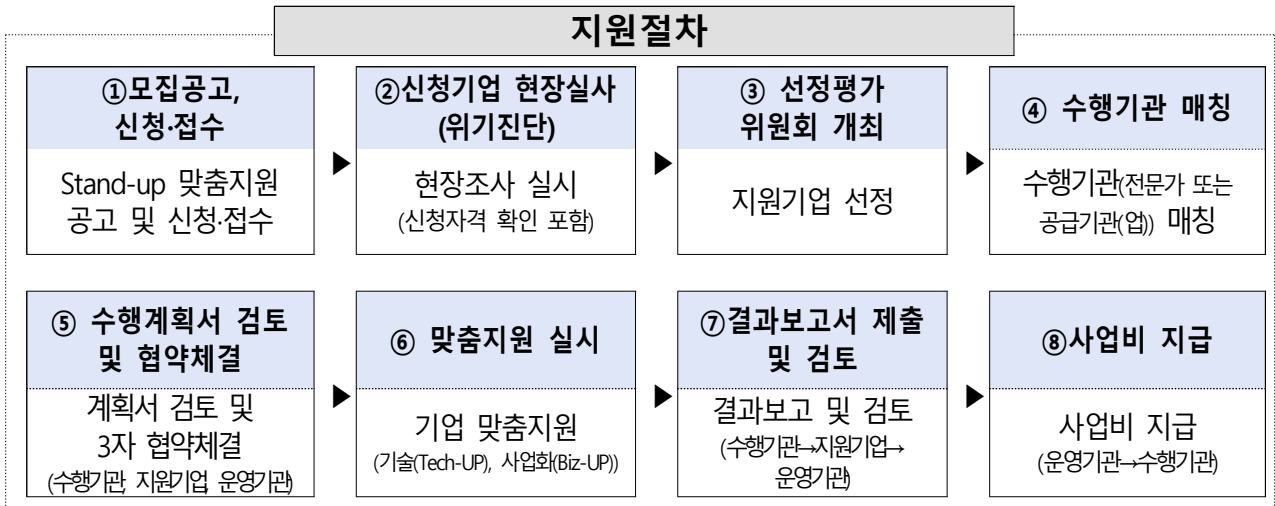 지원절차
①모집공고,
신청·접수
Stand-up 맞춤지원
공고 및 신청·접수
▶
②신청기업 현장실사
(위기진단)
현장조사 실시
(신청자격 확인 포함)
▶
③ 선정평가
위원회 개최
지원기업 선정
▶
④ 수행기관 매칭
수행기관(전문가 또는
공급기관(업)) 매칭
⑤ 수행계획서 검토
및 협약체결
계획서 검토 및
3자 협약체결
(수행기관, 지원기업, 운영기관)
▶
⑥ 맞춤지원 실시
기업 맞춤지원
(기술(Tech-UP), 사업화(Biz-UP))
▶
⑦결과보고서 제출
및 검토
결과보고 및 검토
(수행기관→지원기업→
운영기관)
▶
⑧사업비 지급
사업비 지급
(운영기관→수행기관)